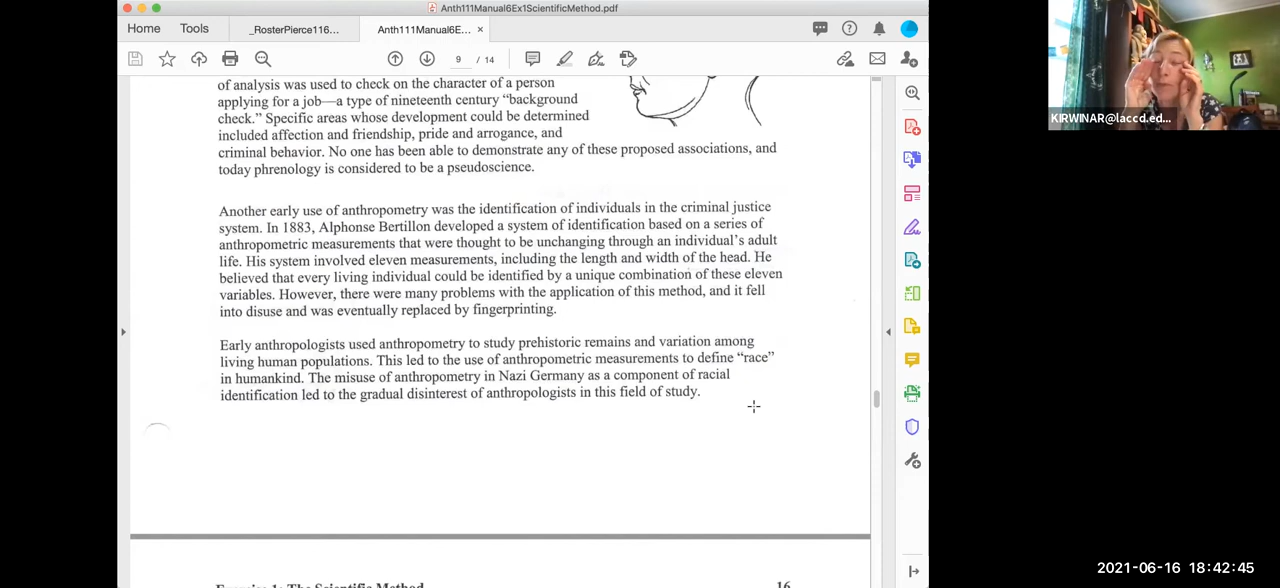 Anth111Manual6Ex1ScientificMethod.pdf
Home Tools _RosterPierce116... Anth111Manual6E... ×
9 / 14
KIRWINAR@laccd.ed...
of analysis was used to check on the character of a person
applying for a job—a type of nineteenth century “background
check.” Specific areas whose development could be determined
included affection and friendship, pride and arrogance, and
criminal behavior. No one has been able to demonstrate any of these proposed associations, and
today phrenology is considered to be a pseudoscience.
Another early use of anthropometry was the identification of individuals in the criminal justice
system. In 1883, Alphonse Bertillon developed a system of identification based on a series of
anthropometric measurements that were thought to be unchanging through an individual’s adult
life. His system involved eleven measurements, including the length and width of the head. He
believed that every living individual could be identified by a unique combination of these eleven
variables. However, there were many problems with the application of this method, and it fell
into disuse and was eventually replaced by fingerprinting.
Early anthropologists used anthropometry to study prehistoric remains and variation among
living human populations. This led to the use of anthropometric measurements to define “race”
in humankind. The misuse of anthropometry in Nazi Germany as a component of racial
identification led to the gradual disinterest of anthropologists in this field of study.
Exercise 1: The Scientific Method 16
2021-06-16 18:42:45